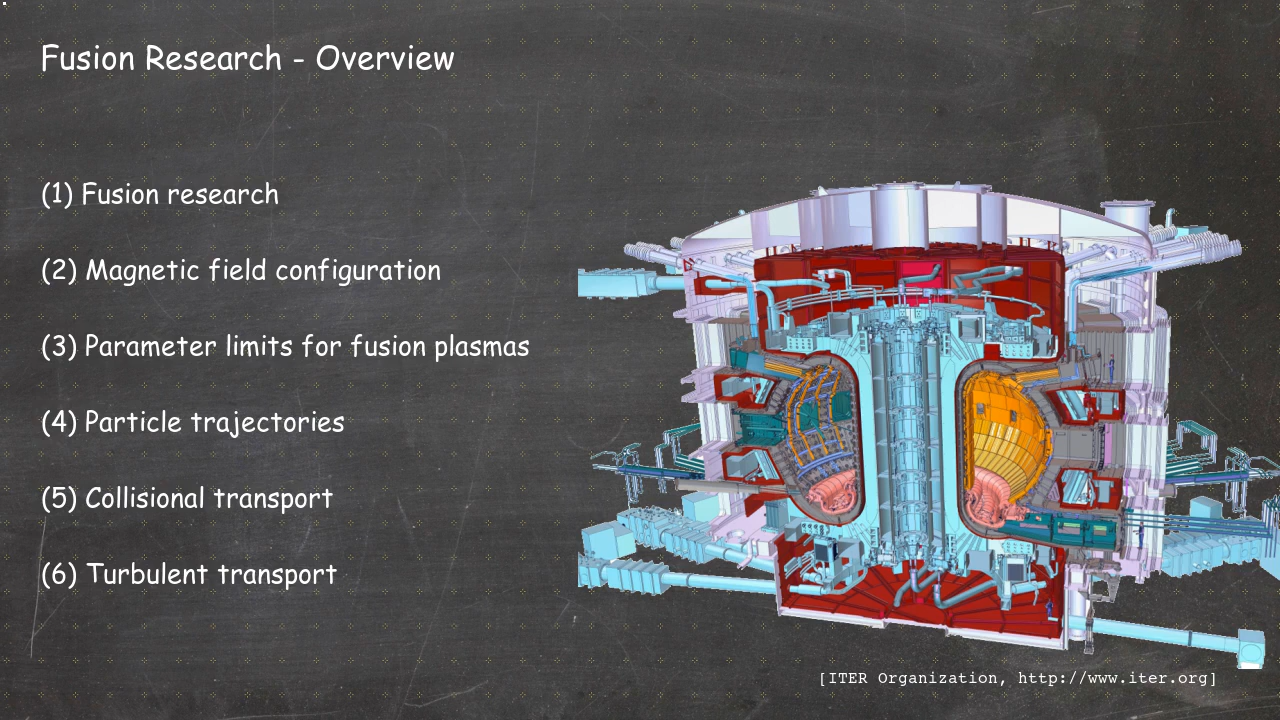 Fusion Research - Overview
(1) Fusion research
(2) Magnetic field configuration
(3) Parameter limits for fusion plasmas
(4) Particle trajectories
(5) Collisional transport
(6) Turbulent transport
[ITER Organization, http://www.iter.org]